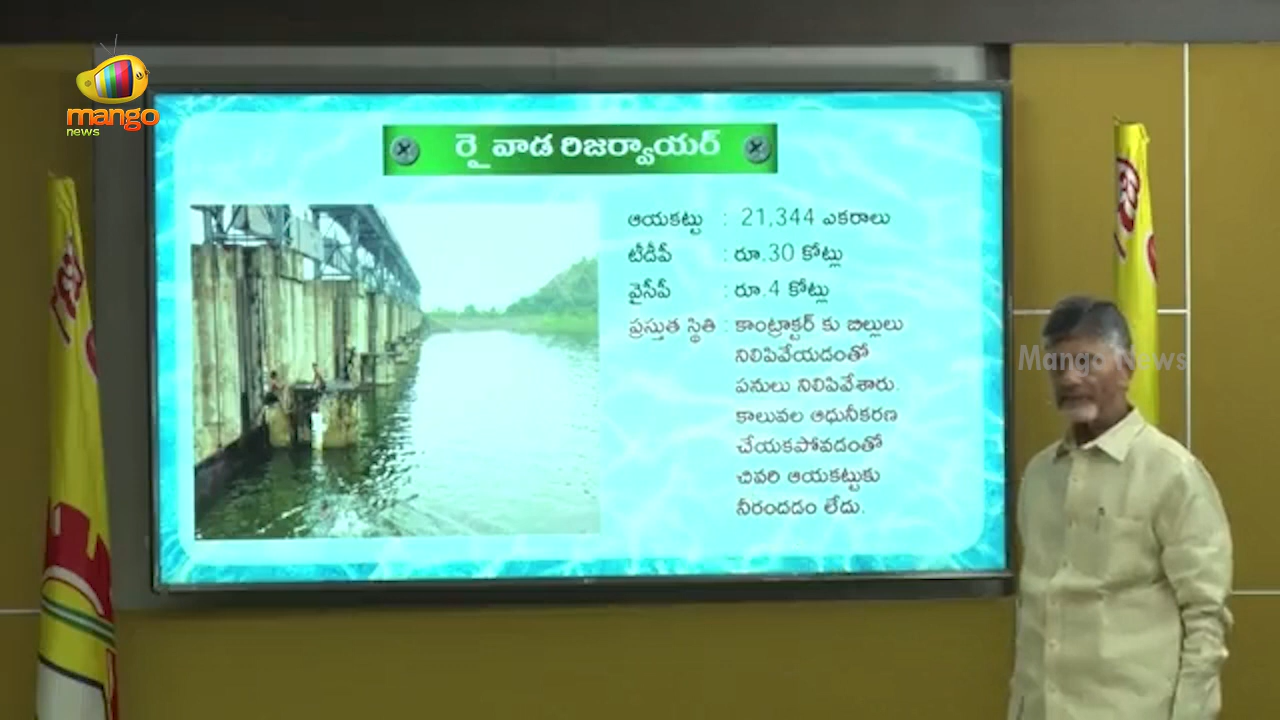 mango
news
రైవాడ రిజర్వాయర్
ఆయకట్టు : 21,344 ఎకరాలు
టీడీపీ : రూ.30 కోట్లు
వైసీపీ : రూ.4 కోట్లు
ప్రస్తుత స్థితి : కాంట్రాక్టర్ కు బిల్లులు
నిలిపివేయడంతో
పనులు నిలిపివేశారు.
కాలువల ఆధునీకరణ
చేయకపోవడంతో
చివరి ఆయకట్టుకు
నీరందడం లేదు.
Mango News